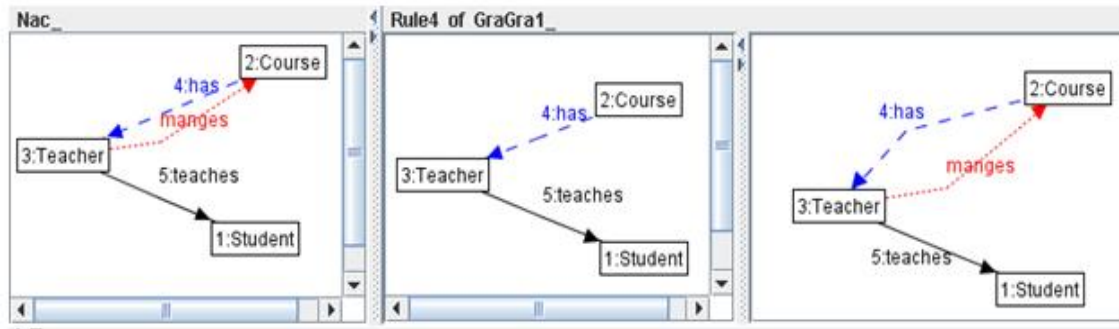 Nac_
2:Course
4:has
manges
3:Teacher
5:teaches
1:Student
Rule4 of GraGra1_
2:Course
4:has
3:Teacher
5:teaches
1:Student
2:Course
4:has
manges
3:Teacher
5:teaches
1:Student